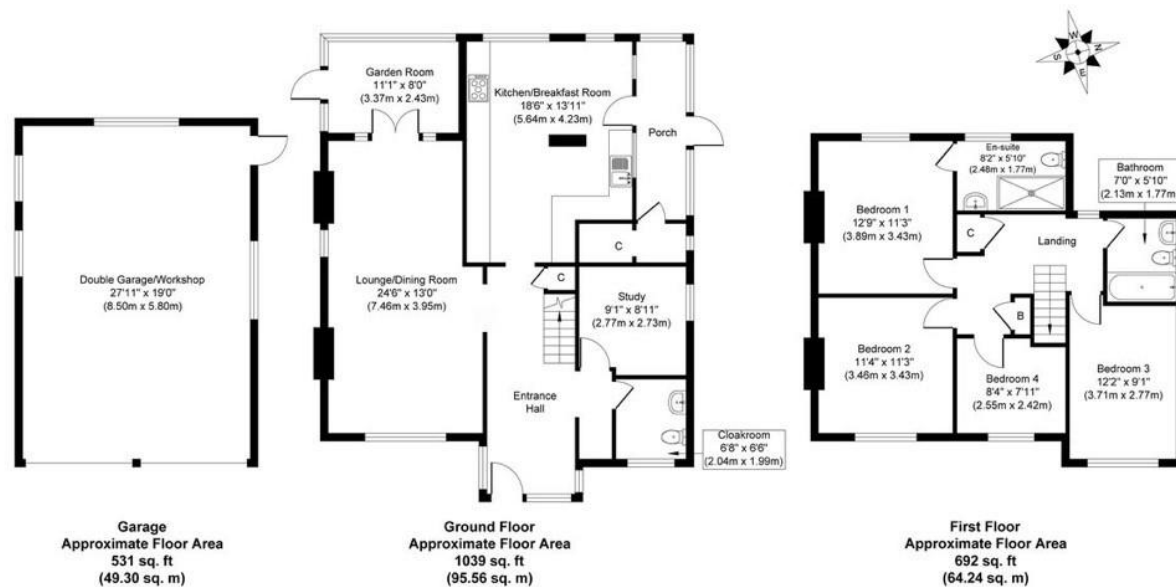 Garden Room
11'1" x 8'0"
(3.37m x 2.43m)
Kitchen/Breakfast Room
18'6" x 13'11"
(5.64m x 4.23m)
Porch
W
N
S
E
Double Garage/Workshop
27'11" x 19'0"
(8.50m x 5.80m)
Lounge/Dining Room
24'6" x 13'0"
(7.46m x 3.95m)
C
C
Study
9'1" x 8'11"
(2.77m x 2.73m)
Entrance
Hall
Cloakroom
6'8" x 6'6"
(2.04m x 1.99m)
En-suite
8'2" x 5'10"
(2.48m x 1.77m)
Bathroom
7'0" x 5'10"
(2.13m x 1.77m)
Bedroom 1
12'9" x 11'3"
(3.89m x 3.43m)
C
Landing
B
Bedroom 2
11'4" x 11'3"
(3.46m x 3.43m)
Bedroom 4
8'4" x 7'11"
(2.55m x 2.42m)
Bedroom 3
12'2" x 9'1"
(3.71m x 2.77m)
Garage
Approximate Floor Area
531 sq. ft
(49.30 sq. m)
Ground Floor
Approximate Floor Area
1039 sq. ft
(95.56 sq. m)
First Floor
Approximate Floor Area
692 sq. ft
(64.24 sq. m)